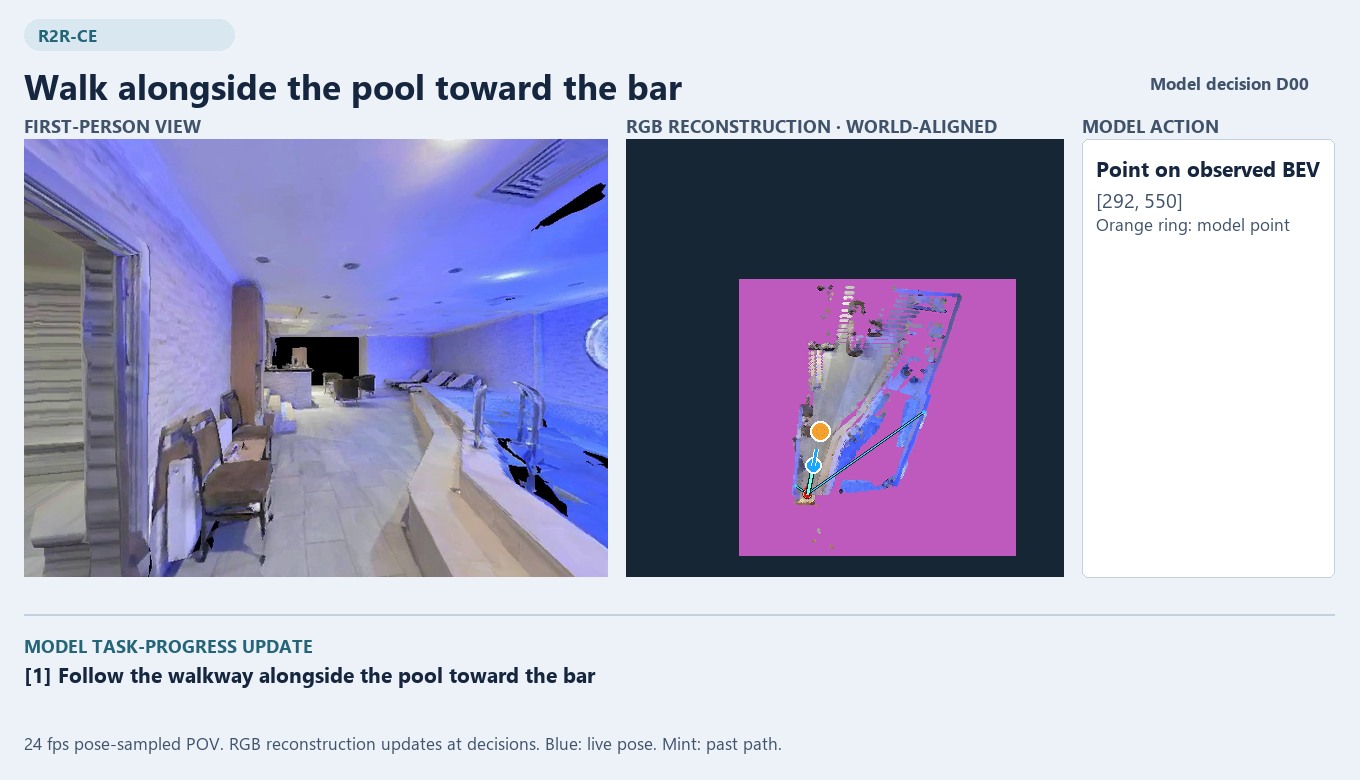 R2R-CE
Walk alongside the pool toward the bar
Model decision D00
FIRST-PERSON VIEW
RGB RECONSTRUCTION · WORLD-ALIGNED
MODEL ACTION
Point on observed BEV
[292, 550]
Orange ring: model point
MODEL TASK-PROGRESS UPDATE
[1] Follow the walkway alongside the pool toward the bar
24 fps pose-sampled POV. RGB reconstruction updates at decisions. Blue: live pose. Mint: past path.